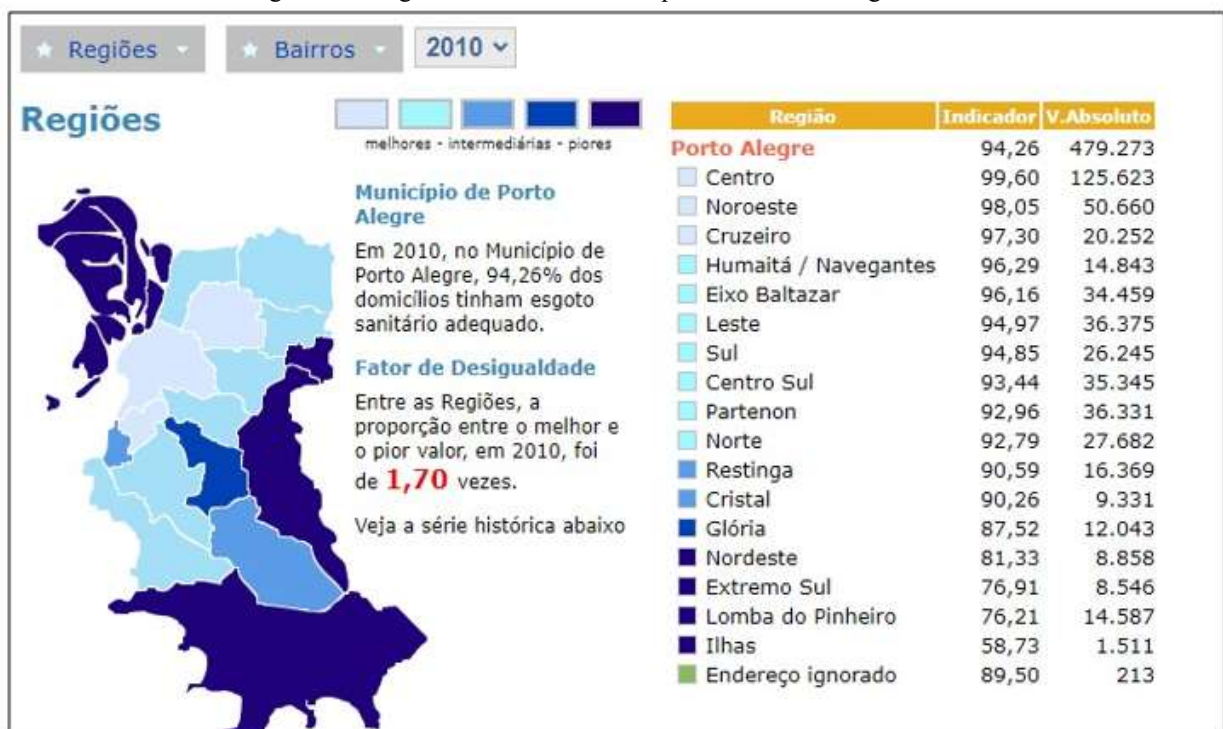 Regiões
Bairros
2010
Regiões
melhores - intermediárias - piores
Município de Porto
Alegre
Em 2010, no Município de
Porto Alegre, 94,26% dos
domicílios tinham esgoto
sanitário adequado.
Fator de Desigualdade
Entre as Regiões, a
proporção entre o melhor e
o pior valor, em 2010, foi
de 1,70 vezes.
Veja a série histórica abaixo
Região Indicador V.Absoluto
Porto Alegre 94,26 479.273
Centro 99,60 125.623
Noroeste 98,05 50.660
Cruzeiro 97,30 20.252
Humaitá / Navegantes 96,29 14.843
Eixo Baltazar 96,16 34.459
Leste 94,97 36.375
Sul 94,85 26.245
Centro Sul 93,44 35.345
Partenon 92,96 36.331
Norte 92,79 27.682
Restinga 90,59 16.369
Cristal 90,26 9.331
Glória 87,52 12.043
Nordeste 81,33 8.858
Extremo Sul 76,91 8.546
Lomba do Pinheiro 76,21 14.587
Ilhas 58,73 1.511
Endereço ignorado 89,50 213